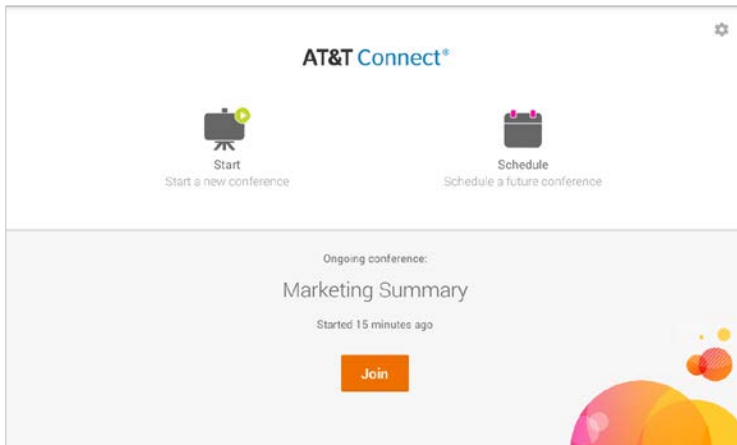 AT&T Connect®
Start
Start a new conference
Schedule
Schedule a future conference
Ongoing conference:
Marketing Summary
Started 15 minutes ago
Join